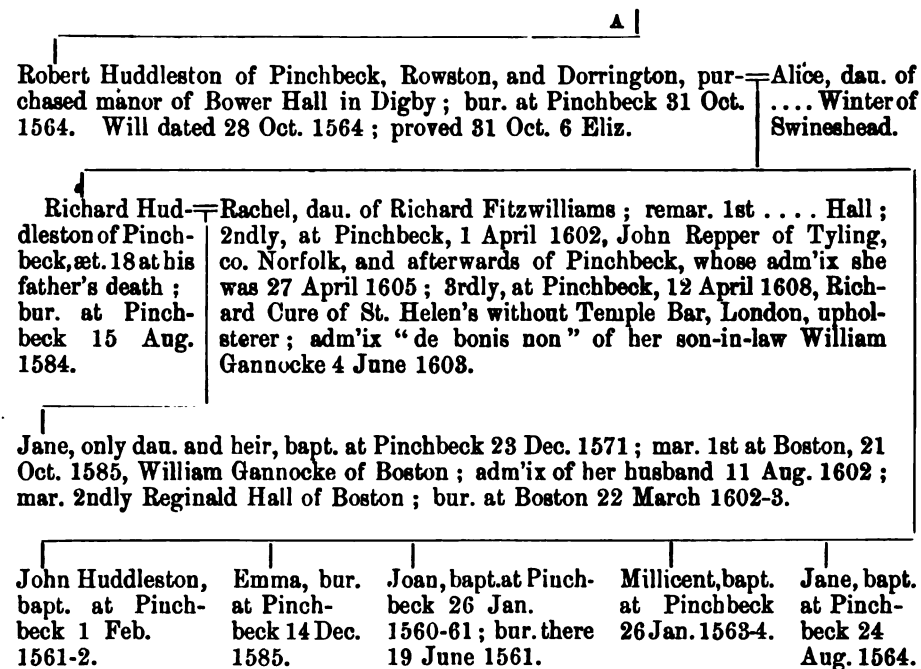 A
Robert Huddleston of Pinchbeck, Rowston, and Dorrington, pur-
chased manor of Bower Hall in Digby ; bur. at Pinchbeck 31 Oct.
1564. Will dated 28 Oct. 1564 ; proved 31 Oct. 6 Eliz.
=Alice, dau. of
.... Winter of
Swineshead.
Richard Hud-
dleston of Pinch-
beck, æt. 18 at his
father's death ;
bur. at Pinch-
beck 15 Aug.
1584.
=Rachel, dau. of Richard Fitzwilliams ; remar. 1st .... Hall ;
2ndly, at Pinchbeck, 1 April 1602, John Repper of Tyling,
co. Norfolk, and afterwards of Pinchbeck, whose adm'ix she
was 27 April 1605 ; 3rdly, at Pinchbeck, 12 April 1608, Rich-
ard Cure of St. Helen's without Temple Bar, London, uphol-
sterer ; adm'ix "de bonis non" of her son-in-law William
Gannocke 4 June 1603.
Jane, only dau. and heir, bapt. at Pinchbeck 23 Dec. 1571 ; mar. 1st at Boston, 21
Oct. 1585, William Gannocke of Boston ; adm'ix of her husband 11 Aug. 1602 ;
mar. 2ndly Reginald Hall of Boston ; bur. at Boston 22 March 1602-3.
John Huddleston,
bapt. at Pinch-
beck 1 Feb.
1561-2.
Emma, bur.
at Pinch-
beck 14 Dec.
1585.
Joan, bapt. at Pinch-
beck 26 Jan.
1560-61 ; bur. there
19 June 1561.
Millicent, bapt.
at Pinchbeck
26 Jan. 1563-4.
Jane, bapt.
at Pinch-
beck 24
Aug. 1564.